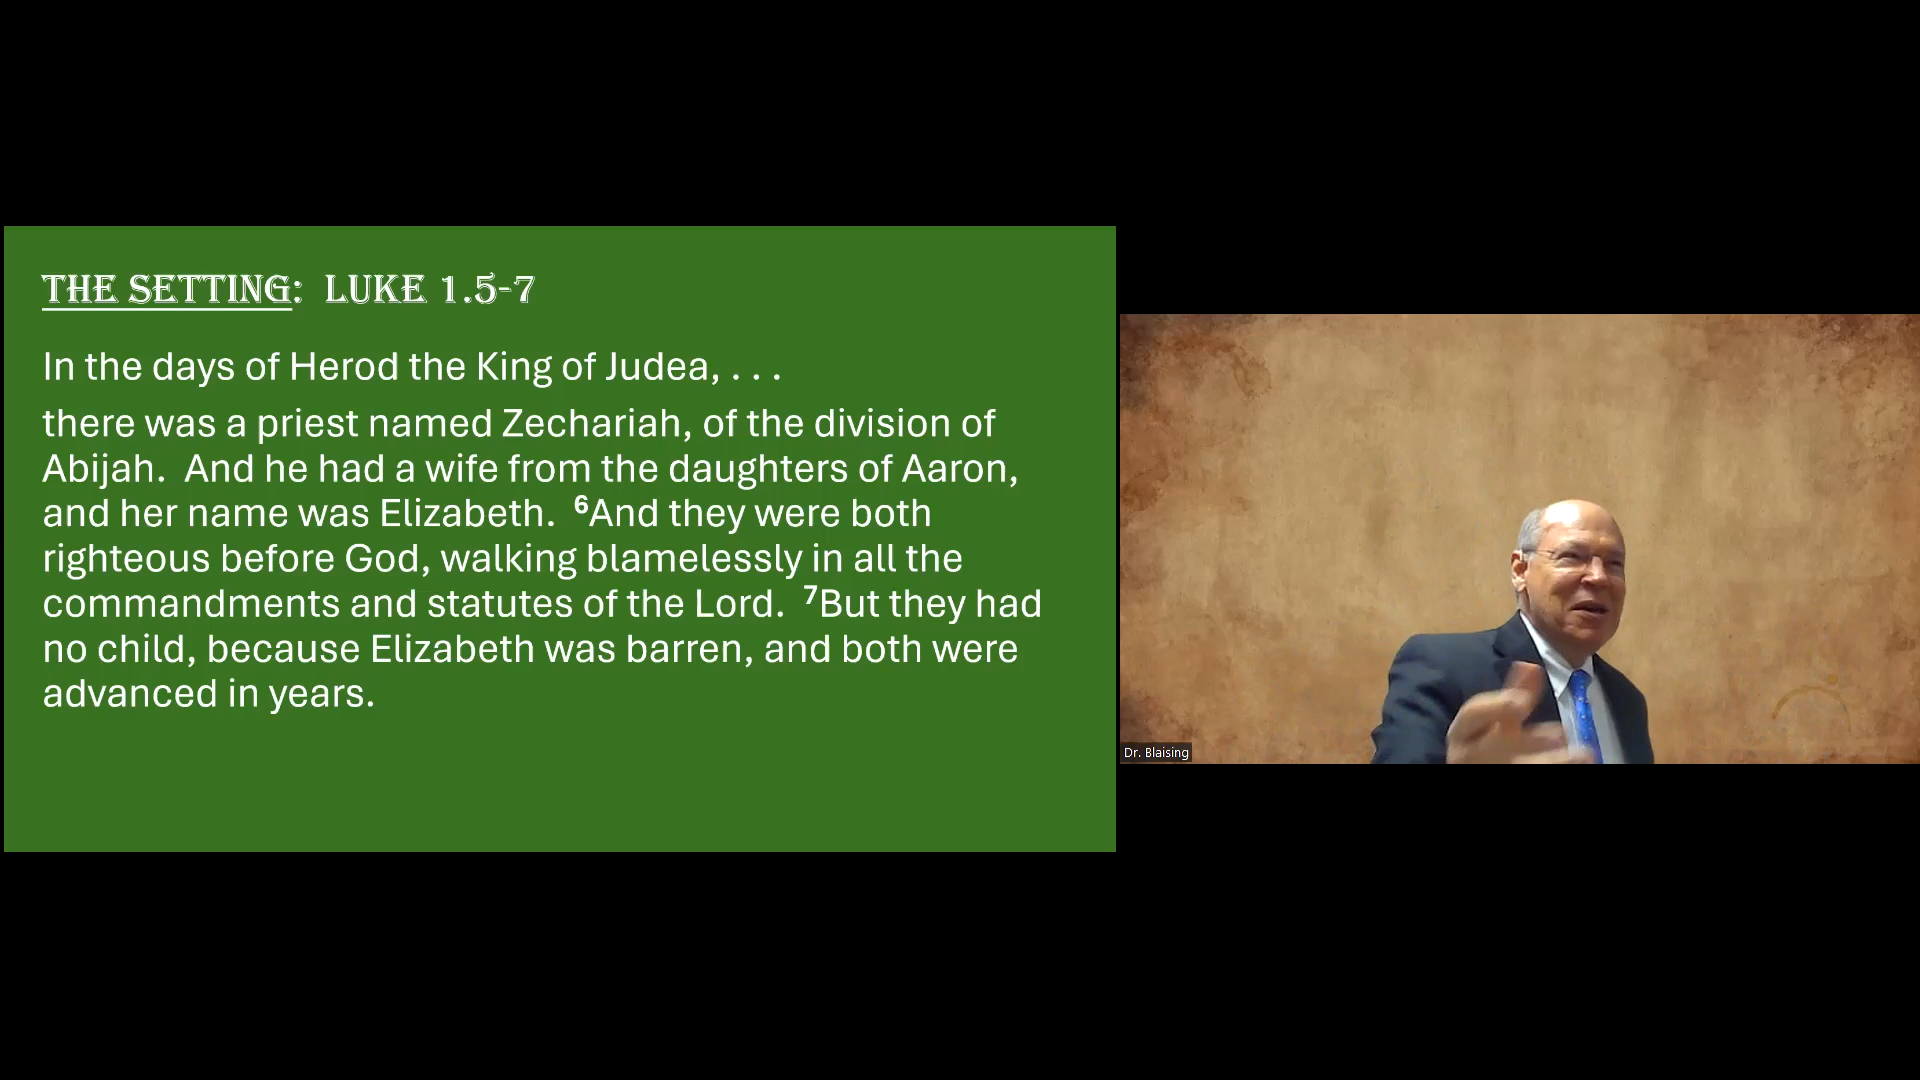 THE SETTING:  LUKE 1.5-7
In the days of Herod the King of Judea, . . .
there was a priest named Zechariah, of the division of
Abijah.  And he had a wife from the daughters of Aaron,
and her name was Elizabeth.  ⁶And they were both
righteous before God, walking blamelessly in all the
commandments and statutes of the Lord.  ⁷But they had
no child, because Elizabeth was barren, and both were
advanced in years.
Dr. Blaising